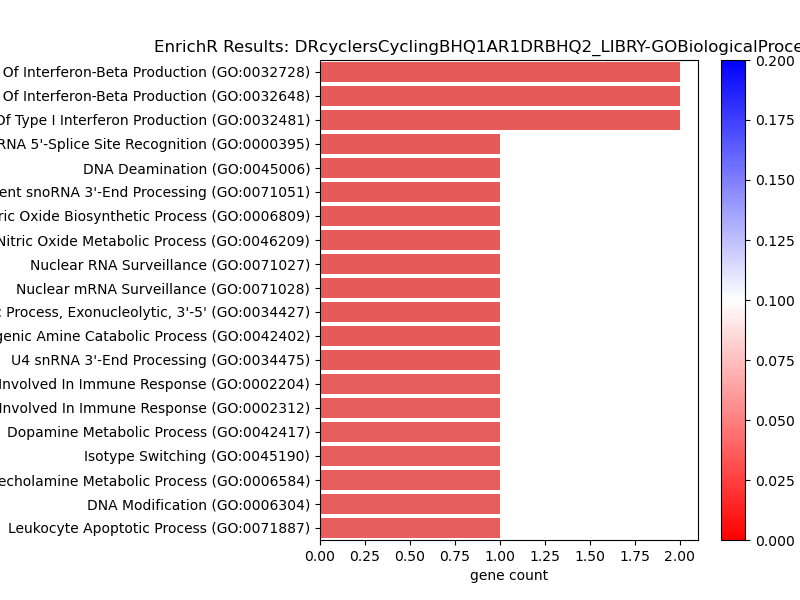 EnrichR Results: DRcyclersCyclingBHQ1AR1DRBHQ2_LIBRY-GOBiologicalProce
Of Interferon-Beta Production (GO:0032728)
Of Interferon-Beta Production (GO:0032648)
Of Type I Interferon Production (GO:0032481)
RNA 5'-Splice Site Recognition (GO:0000395)
DNA Deamination (GO:0045006)
ent snoRNA 3'-End Processing (GO:0071051)
ric Oxide Biosynthetic Process (GO:0006809)
Nitric Oxide Metabolic Process (GO:0046209)
Nuclear RNA Surveillance (GO:0071027)
Nuclear mRNA Surveillance (GO:0071028)
c Process, Exonucleolytic, 3'-5' (GO:0034427)
genic Amine Catabolic Process (GO:0042402)
U4 snRNA 3'-End Processing (GO:0034475)
Involved In Immune Response (GO:0002204)
Involved In Immune Response (GO:0002312)
Dopamine Metabolic Process (GO:0042417)
Isotype Switching (GO:0045190)
echolamine Metabolic Process (GO:0006584)
DNA Modification (GO:0006304)
Leukocyte Apoptotic Process (GO:0071887)
0.00 0.25 0.50 0.75 1.00 1.25 1.50 1.75 2.00
gene count
0.200
0.175
0.150
0.125
0.100
0.075
0.050
0.025
0.000